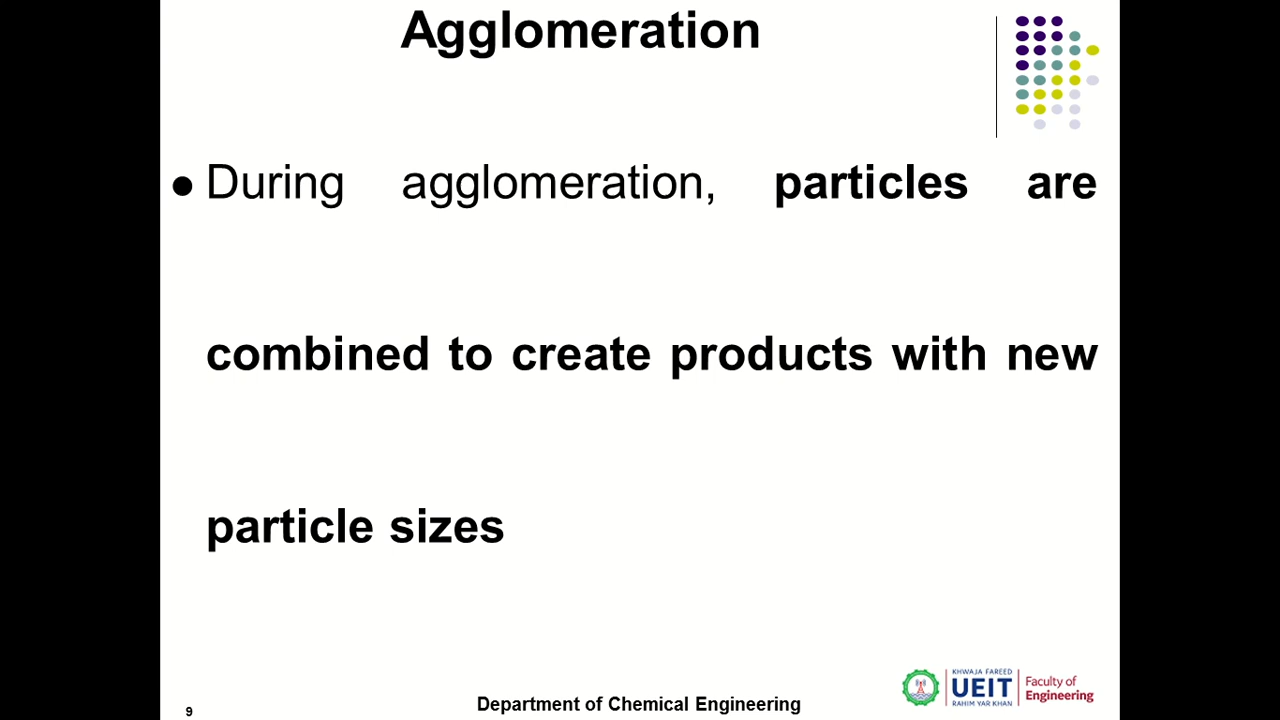 Agglomeration
● During agglomeration, particles are
combined to create products with new
particle sizes
9
Department of Chemical Engineering
KHWAJA FAREED
UEIT
RAHIM YAR KHAN
Faculty of
Engineering